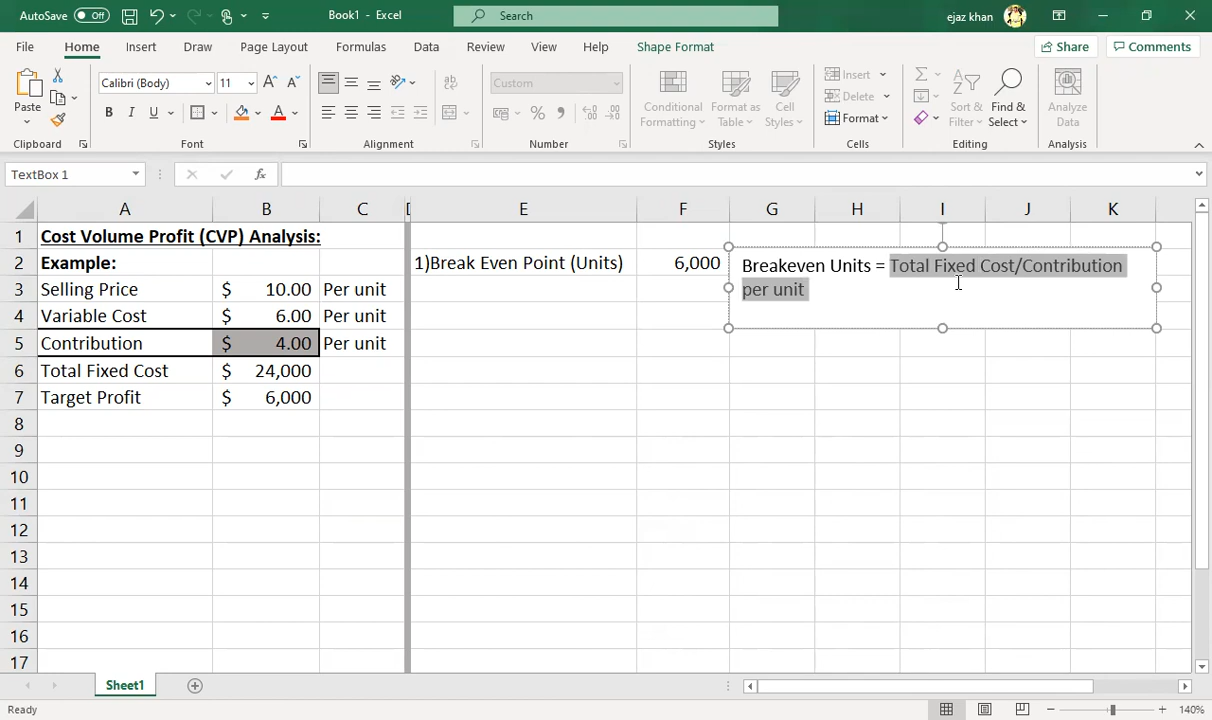 AutoSave Off Book1 - Excel Search ejaz khan
File Home Insert Draw Page Layout Formulas Data Review View Help Shape Format Share Comments
Paste
Clipboard
Calibri (Body) 11 A A
B I U A
Font
ab
Alignment
Custom
$ % ,
Number
Conditional Formatting
Format as Table
Cell Styles
Styles
Insert
Delete
Format
Cells
Sort & Filter
Find & Select
Editing
Analyze Data
Analysis
TextBox 1 fx
A B C D E F G H I J K
1 Cost Volume Profit (CVP) Analysis:
2 Example: 1)Break Even Point (Units) 6,000
3 Selling Price $ 10.00 Per unit
4 Variable Cost $ 6.00 Per unit
5 Contribution $ 4.00 Per unit
6 Total Fixed Cost $ 24,000
7 Target Profit $ 6,000
8
9
10
11
12
13
14
15
16
17
Breakeven Units = Total Fixed Cost/Contribution
per unit
Sheet1
Ready 140%